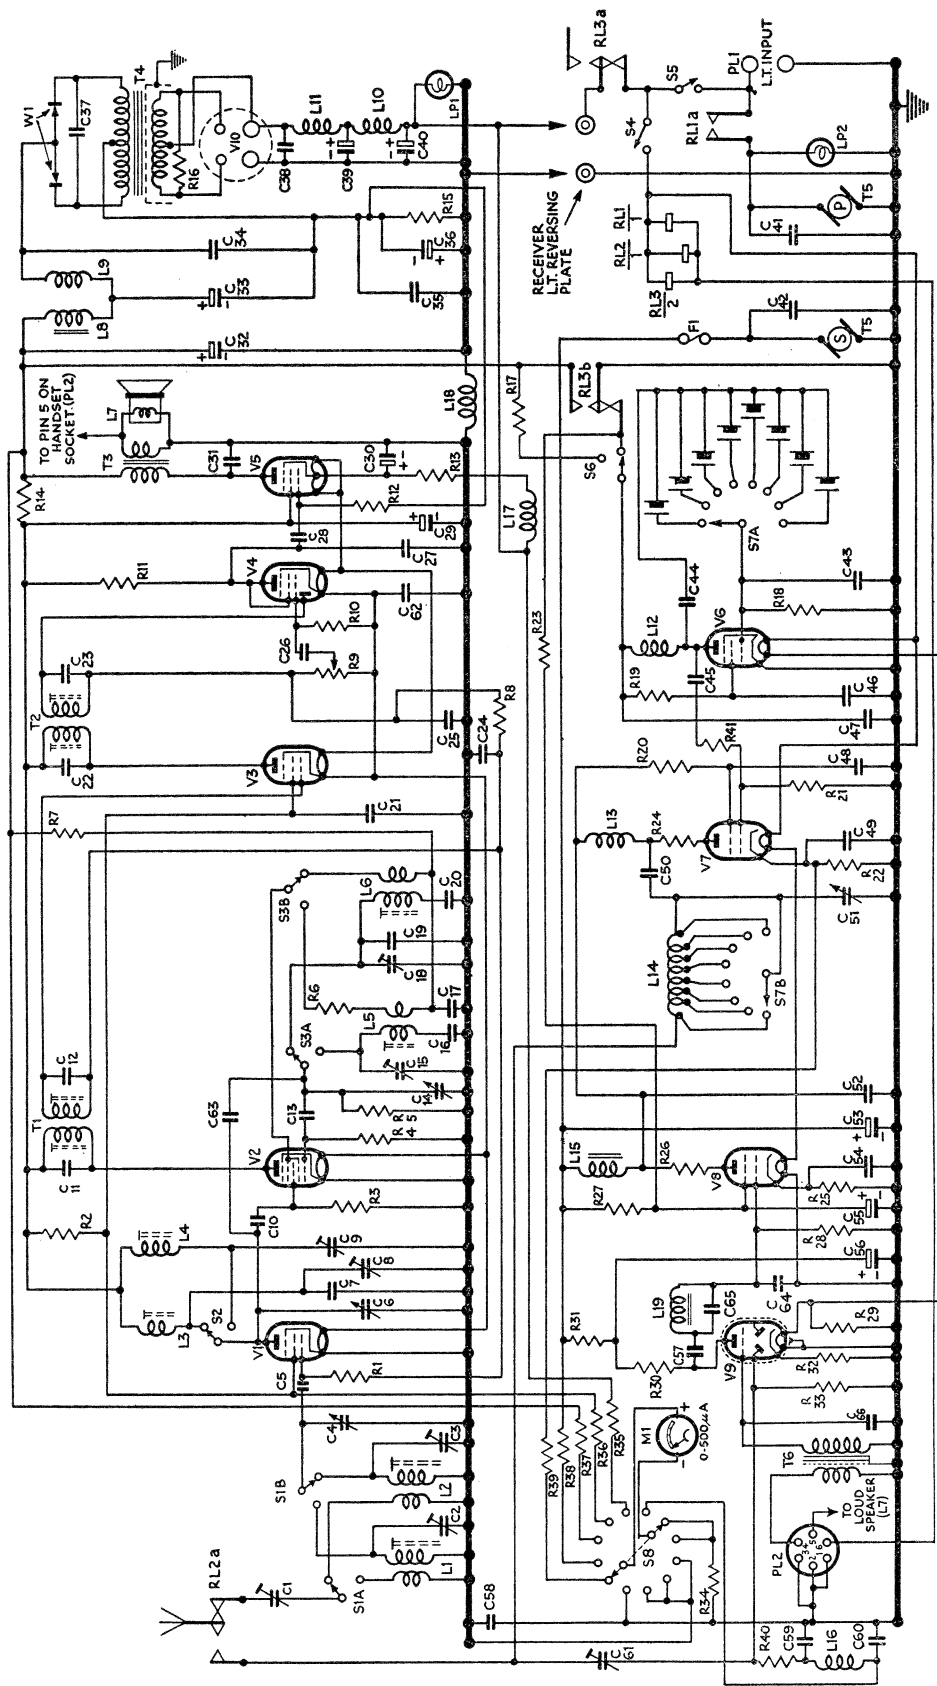 RL2a
C1
S1A
S1B
L1
C2
L2
C3
C4
C5
R1
V1
L3
S2
L4
C6
C7
C8
C9
C10
R2
R3
V2
T1
C11
C12
C63
C13
R4
R5
C14
C15
S3A
L5
C16
R6
C17
C18
C19
S3B
L6
C20
R7
C21
V3
T2
C22
C23
C24
C25
R8
R9
C26
R10
C62
V4
R11
C27
C28
C29
R12
R13
R14
V5
C30
C31
T3
L7
TO PIN 5 ON
HANDSET
SOCKET.(PL2)
L18
L17
C32
L8
L9
C33
C34
C35
C36
R15
W1
C37
T4
R16
V10
C38
L11
C39
L10
C40
LP1
C58
C61
R40
C59
L16
C60
S8
R34
R39
R38
R37
R36
R35
M1
0-500µA
PL2
3
4
5
2
1
6
TO
LOUD
SPEAKER
(L7)
T6
C66
R33
R32
R29
V9
R30
R31
C57
L19
C65
C64
C56
R28
C55
R25
C54
C53
C52
V8
R27
R26
L15
L14
S7B
C51
C50
R22
C49
V7
R24
L13
R23
R20
R21
C48
R41
C47
C46
C45
R19
L12
V6
C44
R18
C43
S7A
S6
R17
RL3b
F1
C42
S
T5
RL3
2
RL2
1
RL1
1
RECEIVER
L.T. REVERSING
PLATE
S4
S5
C41
P
T5
LP2
RL1a
RL3a
PL1
L.T. INPUT